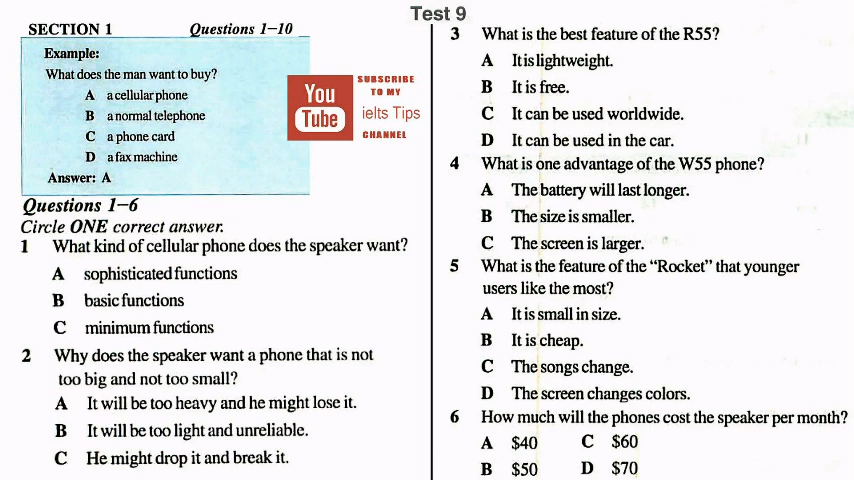 Test 9
SECTION 1 Questions 1–10
Example:
What does the man want to buy?
A a cellular phone
B a normal telephone
C a phone card
D a fax machine
Answer: A
You
Tube
SUBSCRIBE
TO MY
ielts Tips
CHANNEL
Questions 1–6
Circle ONE correct answer.
1 What kind of cellular phone does the speaker want?
A sophisticated functions
B basic functions
C minimum functions
2 Why does the speaker want a phone that is not
too big and not too small?
A It will be too heavy and he might lose it.
B It will be too light and unreliable.
C He might drop it and break it.
3 What is the best feature of the R55?
A It is lightweight.
B It is free.
C It can be used worldwide.
D It can be used in the car.
4 What is one advantage of the W55 phone?
A The battery will last longer.
B The size is smaller.
C The screen is larger.
5 What is the feature of the “Rocket” that younger
users like the most?
A It is small in size.
B It is cheap.
C The songs change.
D The screen changes colors.
6 How much will the phones cost the speaker per month?
A $40 C $60
B $50 D $70